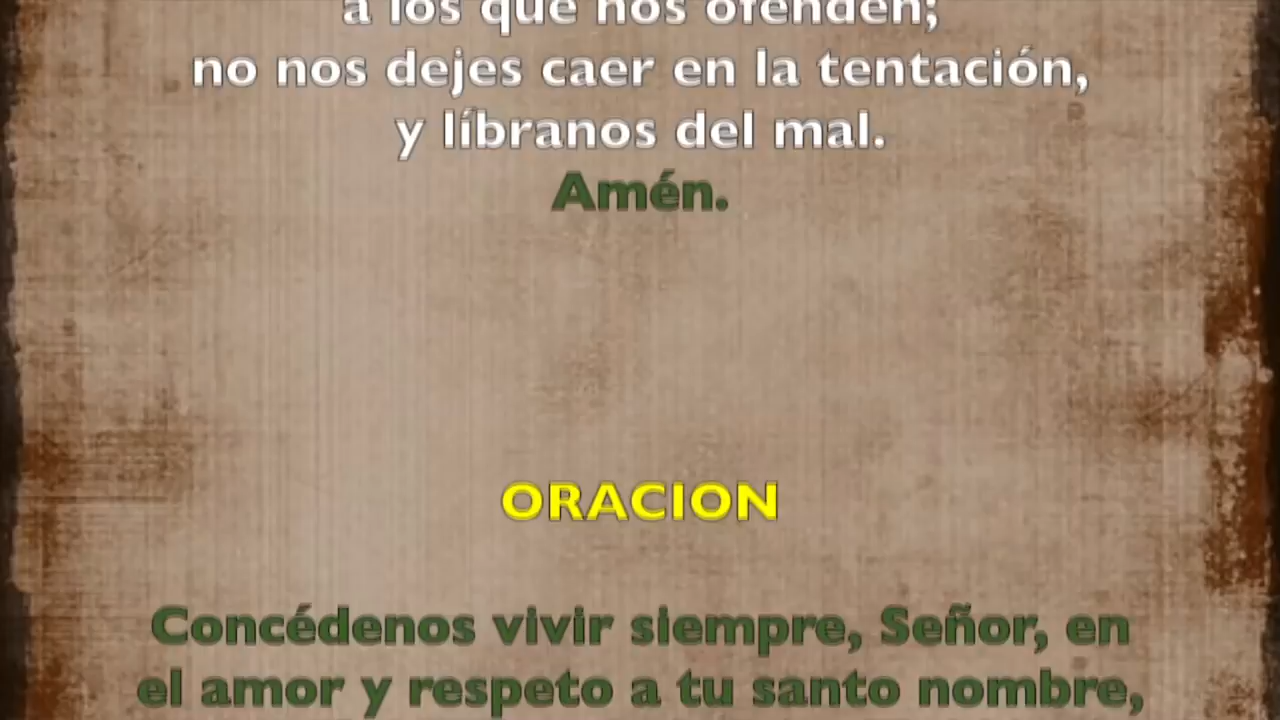 a los que nos ofenden;
no nos dejes caer en la tentación,
y líbranos del mal.
Amén.
ORACION
Concédenos vivir siempre, Señor, en
el amor y respeto a tu santo nombre,